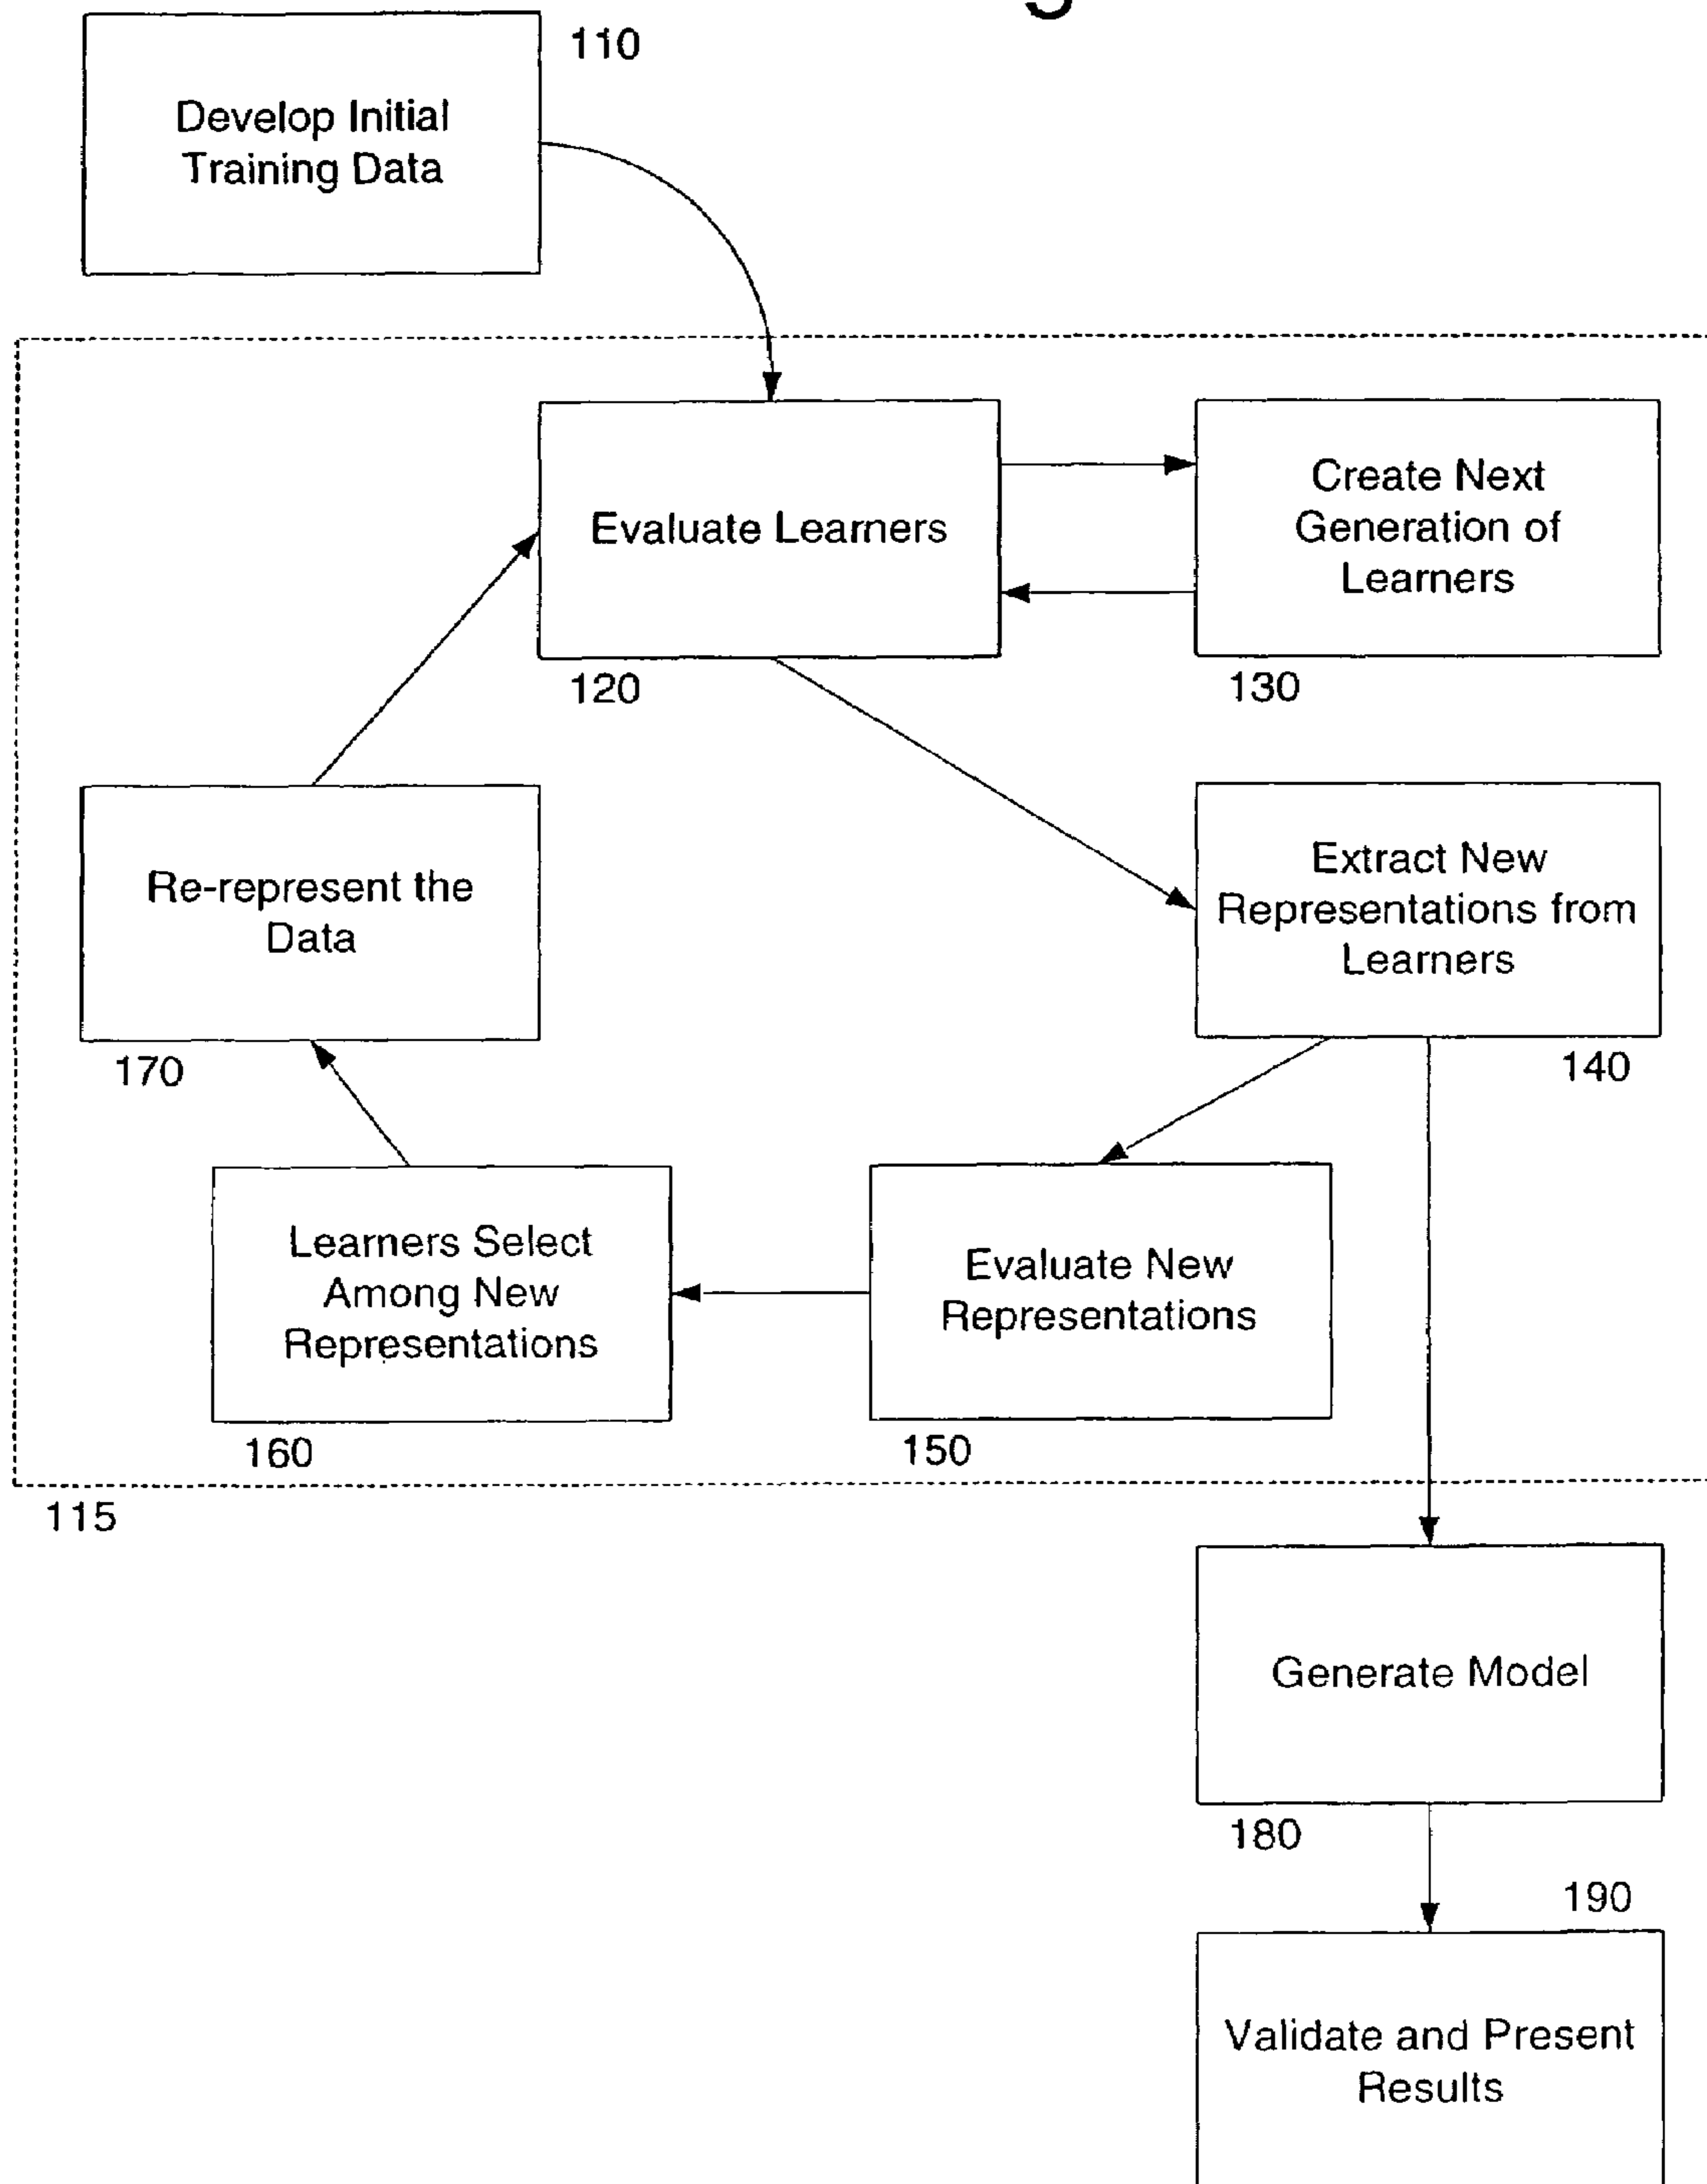 110
Develop Initial
Training Data
Evaluate Learners
120
Create Next
Generation of
Learners
130
Re-represent the
Data
170
Extract New
Representations from
Learners
140
Learners Select
Among New
Representations
160
Evaluate New
Representations
150
115
Generate Model
180
190
Validate and Present
Results